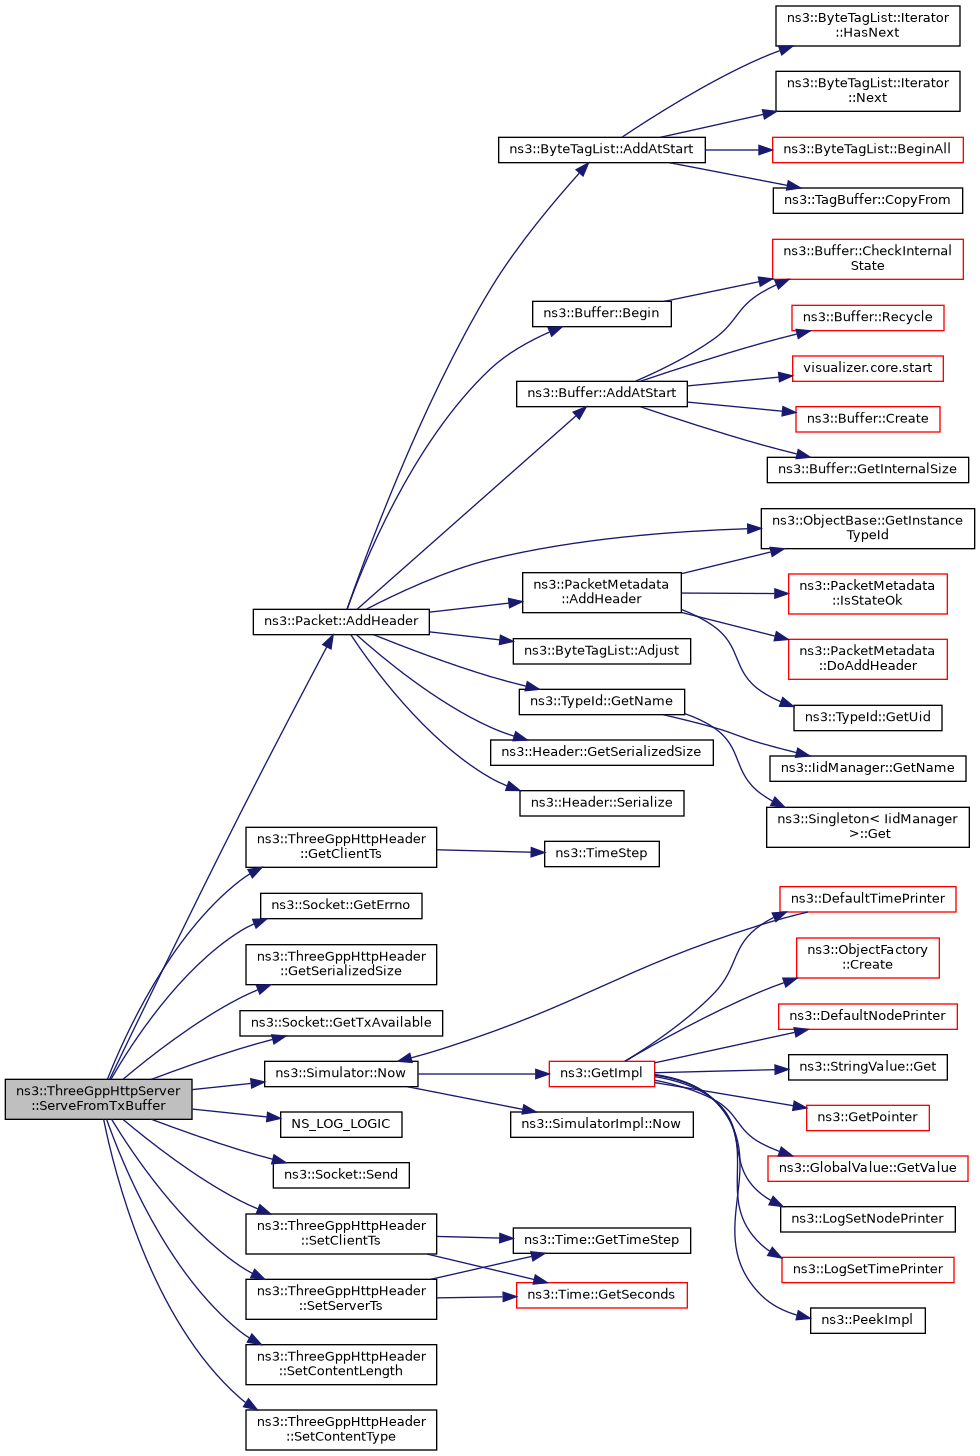 ns3::ByteTagList::Iterator
::HasNext
ns3::ByteTagList::Iterator
::Next
ns3::ByteTagList::AddAtStart
ns3::ByteTagList::BeginAll
ns3::TagBuffer::CopyFrom
ns3::Buffer::CheckInternal
State
ns3::Buffer::Begin
ns3::Buffer::Recycle
visualizer.core.start
ns3::Buffer::AddAtStart
ns3::Buffer::Create
ns3::Buffer::GetInternalSize
ns3::ObjectBase::GetInstance
TypeId
ns3::PacketMetadata
::AddHeader
ns3::PacketMetadata
::IsStateOk
ns3::Packet::AddHeader
ns3::ByteTagList::Adjust
ns3::PacketMetadata
::DoAddHeader
ns3::TypeId::GetName
ns3::TypeId::GetUid
ns3::Header::GetSerializedSize
ns3::IidManager::GetName
ns3::Header::Serialize
ns3::Singleton< IidManager
>::Get
ns3::ThreeGppHttpHeader
::GetClientTs
ns3::TimeStep
ns3::Socket::GetErrno
ns3::DefaultTimePrinter
ns3::ThreeGppHttpHeader
::GetSerializedSize
ns3::ObjectFactory
::Create
ns3::Socket::GetTxAvailable
ns3::DefaultNodePrinter
ns3::Simulator::Now
ns3::GetImpl
ns3::StringValue::Get
ns3::ThreeGppHttpServer
::ServeFromTxBuffer
NS_LOG_LOGIC
ns3::SimulatorImpl::Now
ns3::GetPointer
ns3::Socket::Send
ns3::GlobalValue::GetValue
ns3::ThreeGppHttpHeader
::SetClientTs
ns3::Time::GetTimeStep
ns3::LogSetNodePrinter
ns3::ThreeGppHttpHeader
::SetServerTs
ns3::Time::GetSeconds
ns3::LogSetTimePrinter
ns3::PeekImpl
ns3::ThreeGppHttpHeader
::SetContentLength
ns3::ThreeGppHttpHeader
::SetContentType